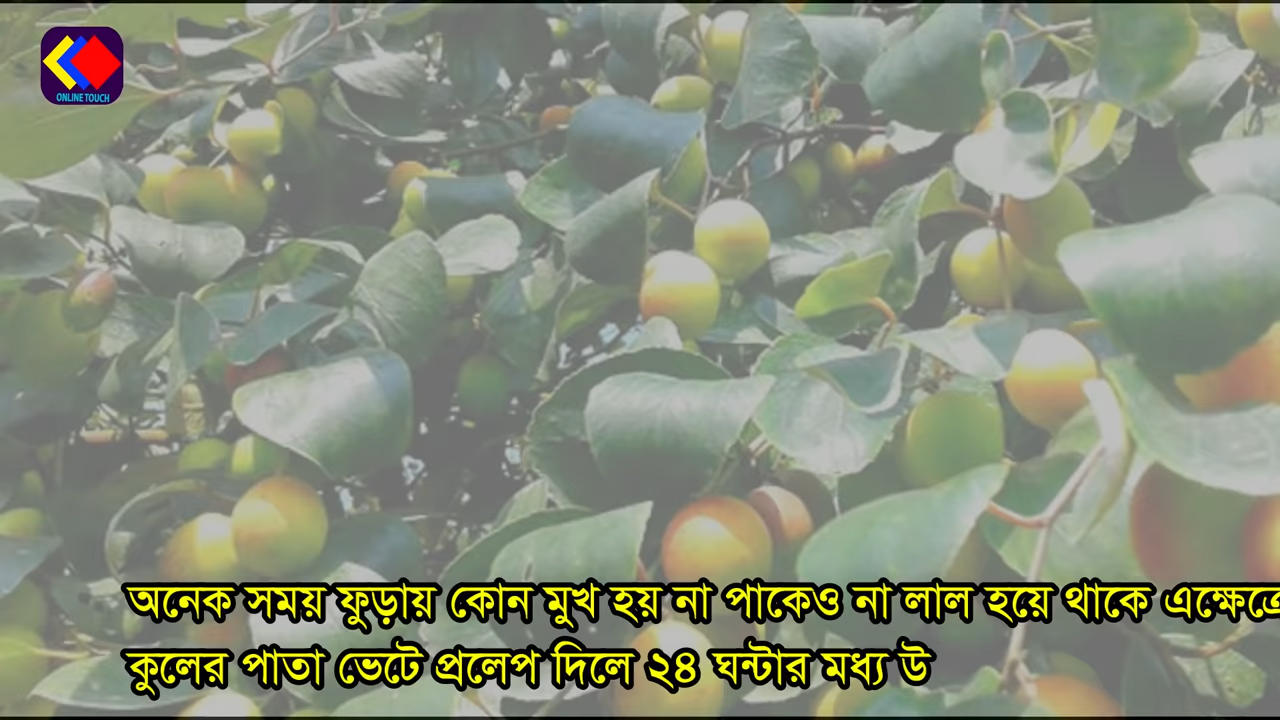 ONLINE TOUCH
অনেক সময় ফুড়ায় কোন মুখ হয় না পাকেও না লাল হয়ে থাকে এক্ষেত্রে
কুলের পাতা ভেটে প্রলেপ দিলে ২৪ ঘন্টার মধ্য উ